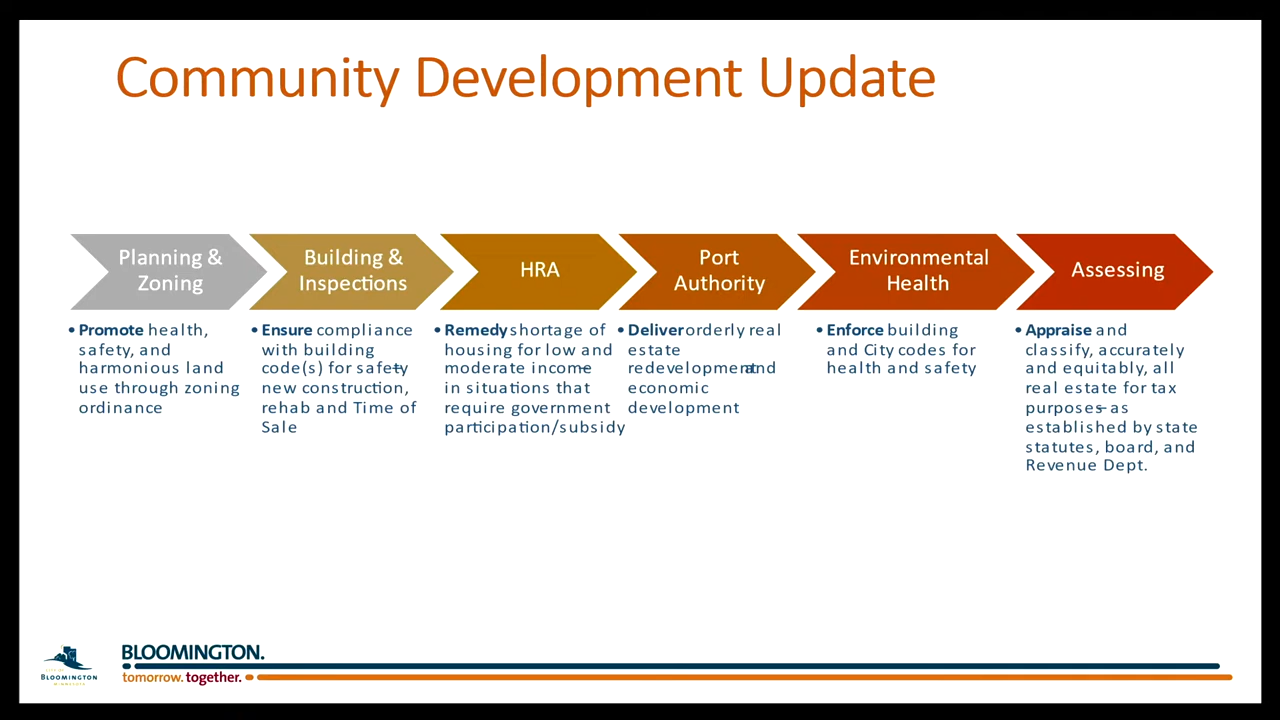 Community Development Update
Planning &
Zoning
Building &
Inspections
HRA
Port
Authority
Environmental
Health
Assessing
• Promote health,
safety, and
harmonious land
use through zoning
ordinance
• Ensure compliance
with building
code(s) for safety –
new construction,
rehab and Time of
Sale
• Remedy shortage of
housing for low and
moderate income –
in situations that
require government
participation/subsidy
• Deliver orderly real
estate
redevelopment and
economic
development
• Enforce building
and City codes for
health and safety
• Appraise and
classify, accurately
and equitably, all
real estate for tax
purposes – as
established by state
statutes, board, and
Revenue Dept.
BLOOMINGTON
MINNESOTA
BLOOMINGTON.
tomorrow. together.